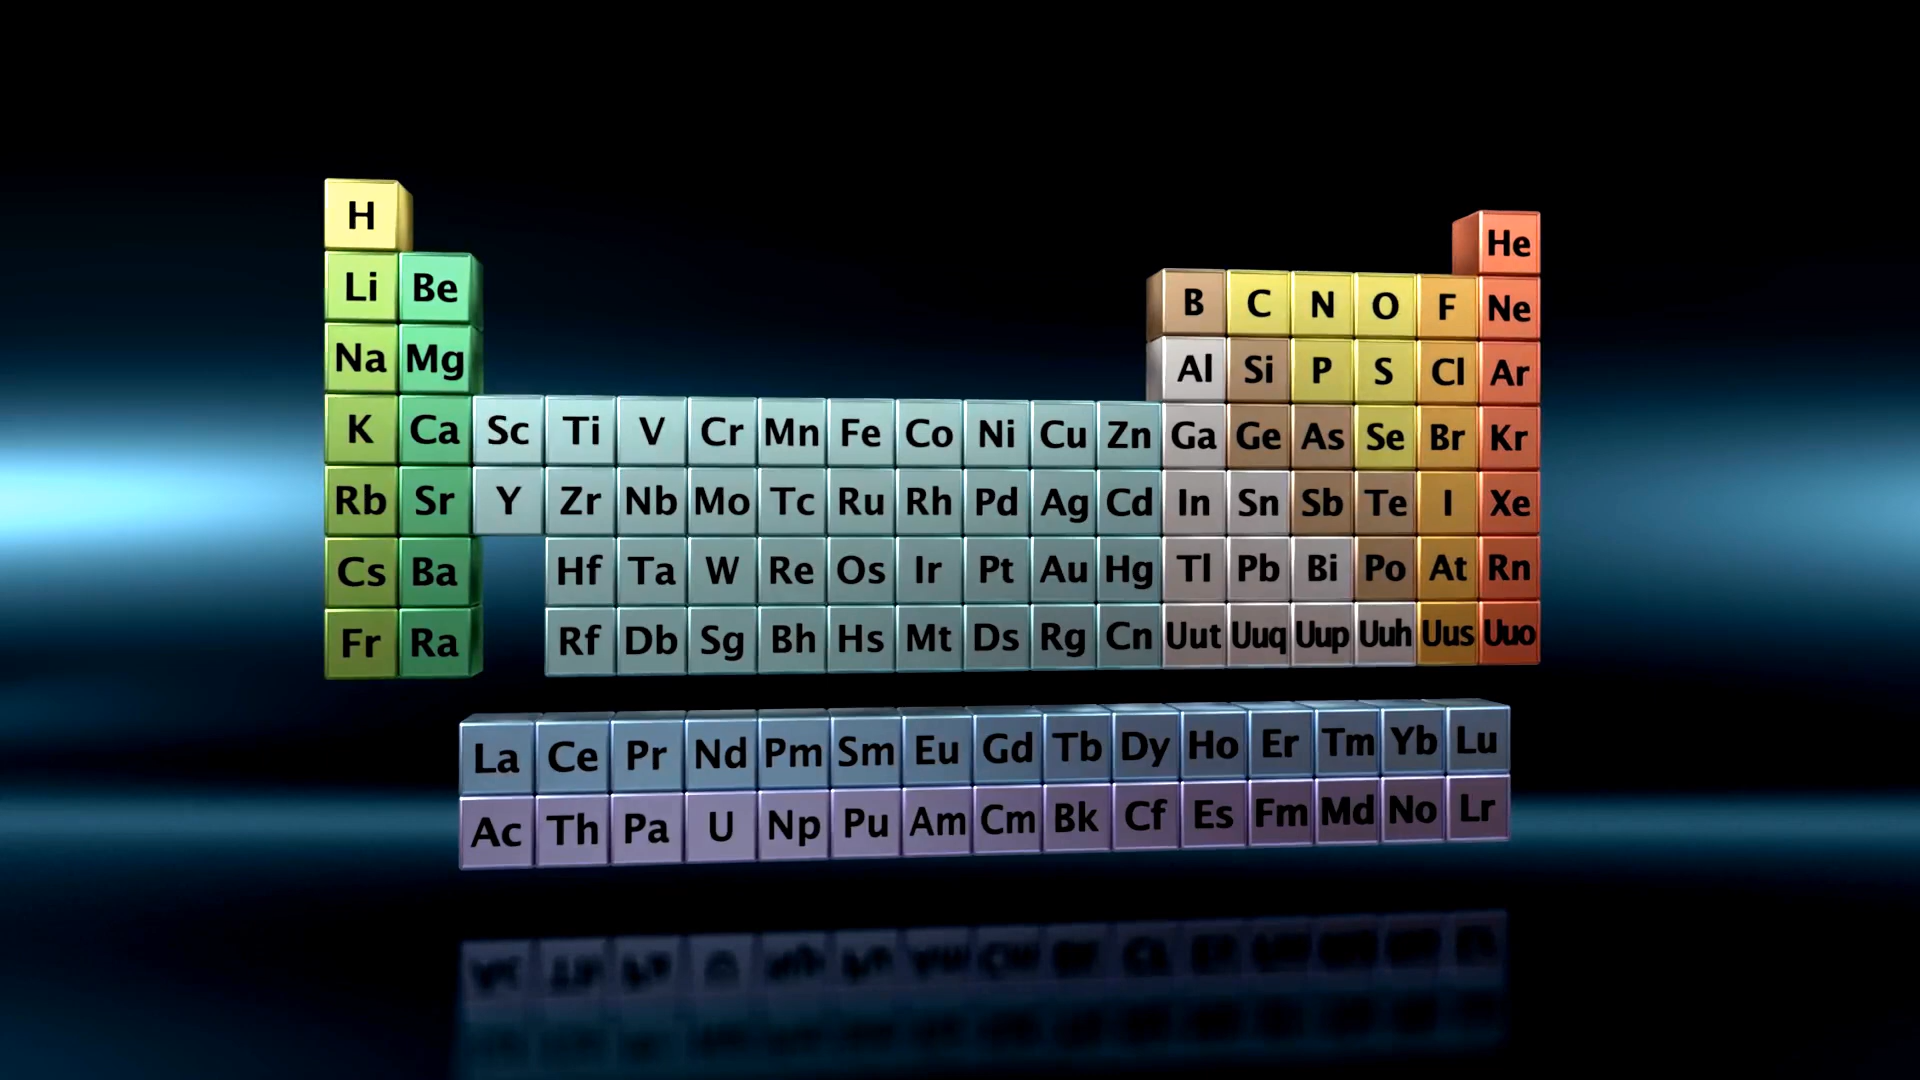 H He
Li Be B C N O F Ne
Na Mg Al Si P S Cl Ar
K Ca Sc Ti V Cr Mn Fe Co Ni Cu Zn Ga Ge As Se Br Kr
Rb Sr Y Zr Nb Mo Tc Ru Rh Pd Ag Cd In Sn Sb Te I Xe
Cs Ba Hf Ta W Re Os Ir Pt Au Hg Tl Pb Bi Po At Rn
Fr Ra Rf Db Sg Bh Hs Mt Ds Rg Cn Uut Uuq Uup Uuh Uus Uuo
La Ce Pr Nd Pm Sm Eu Gd Tb Dy Ho Er Tm Yb Lu
Ac Th Pa U Np Pu Am Cm Bk Cf Es Fm Md No Lr